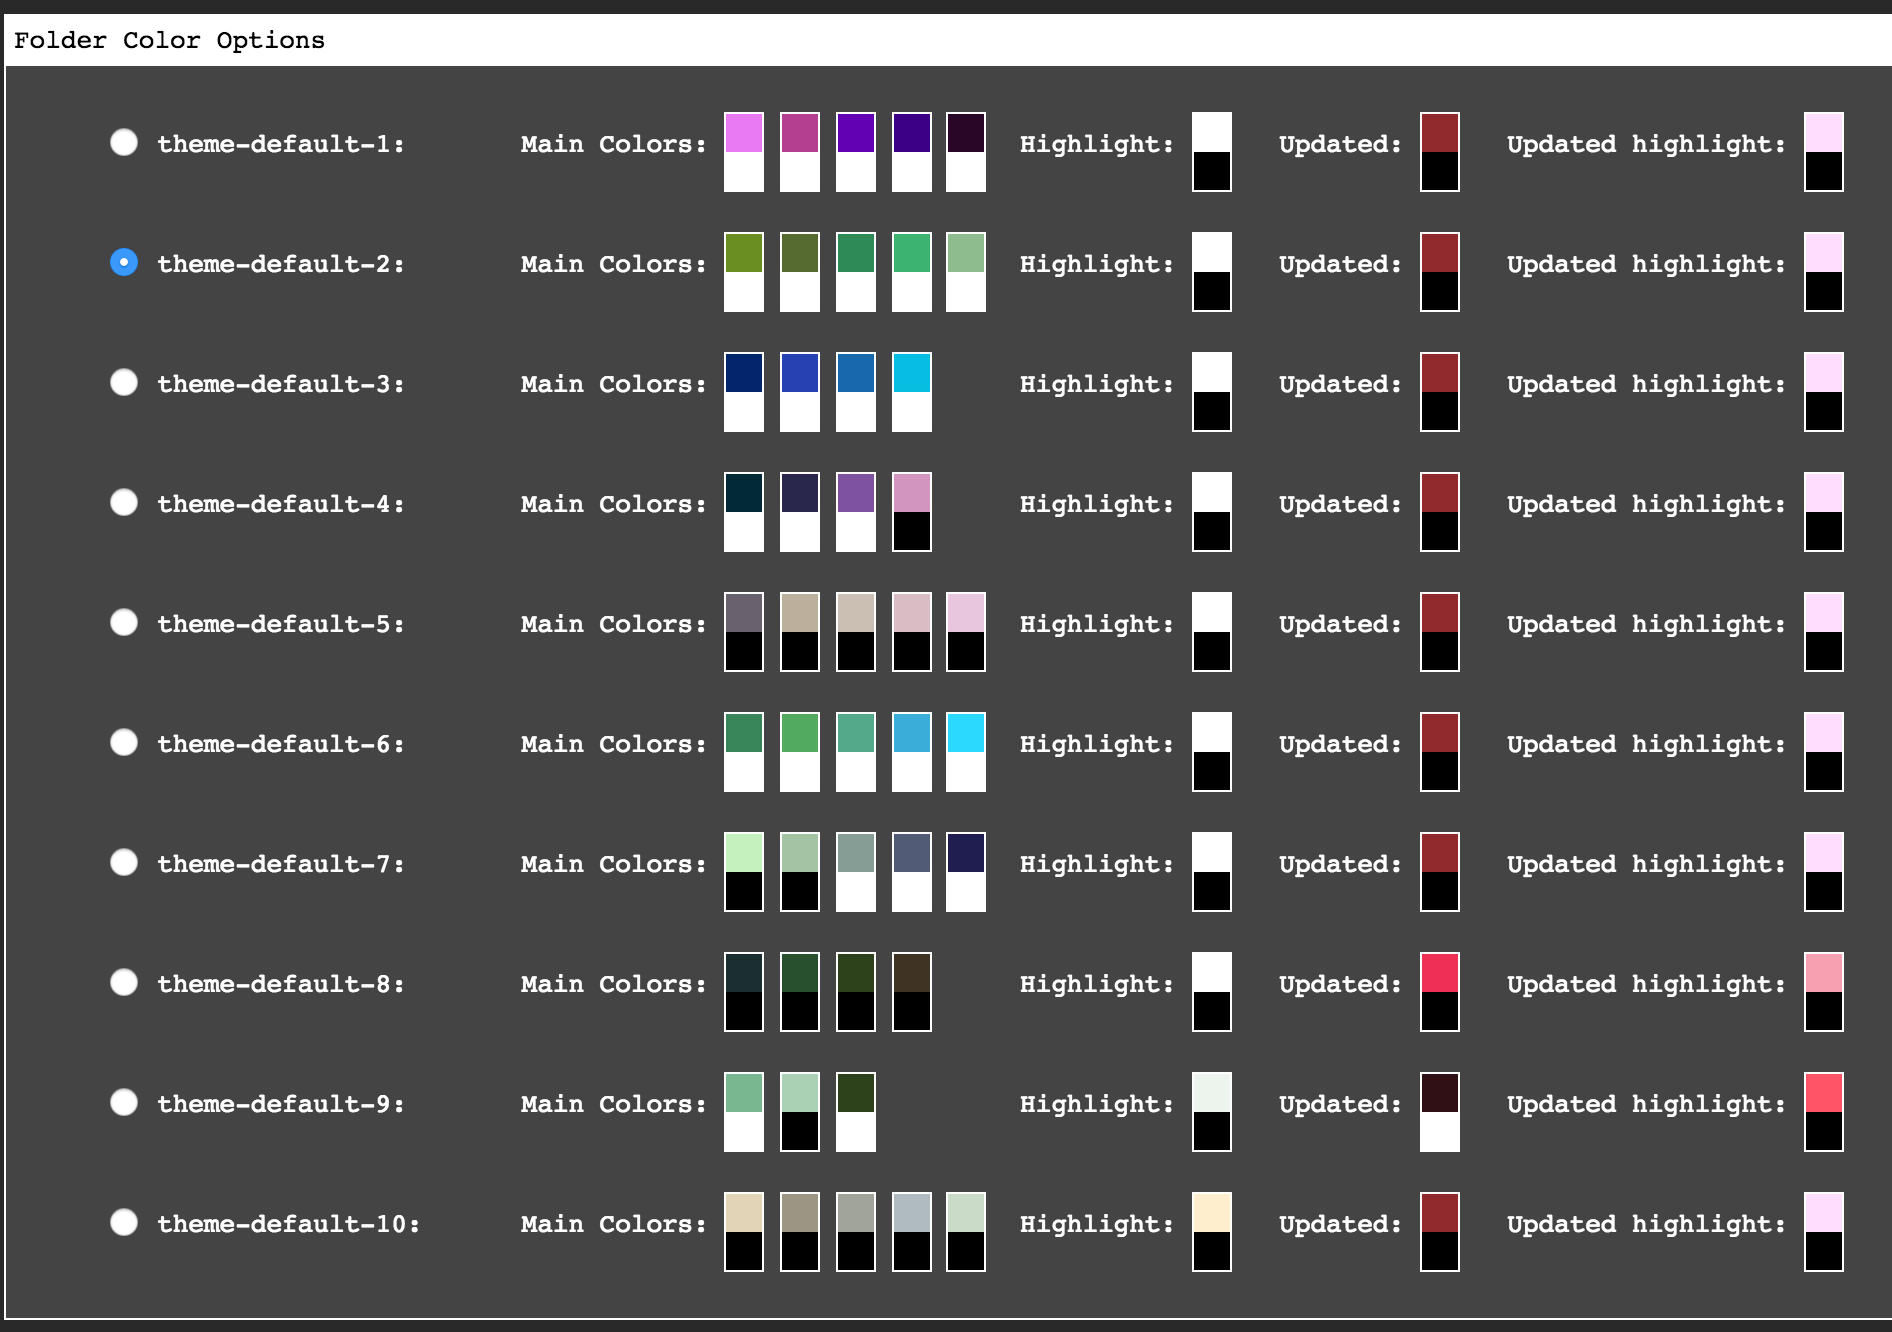 Folder Color Options
theme-default-1: Main Colors: Highlight: Updated: Updated highlight:
theme-default-2: Main Colors: Highlight: Updated: Updated highlight:
theme-default-3: Main Colors: Highlight: Updated: Updated highlight:
theme-default-4: Main Colors: Highlight: Updated: Updated highlight:
theme-default-5: Main Colors: Highlight: Updated: Updated highlight:
theme-default-6: Main Colors: Highlight: Updated: Updated highlight:
theme-default-7: Main Colors: Highlight: Updated: Updated highlight:
theme-default-8: Main Colors: Highlight: Updated: Updated highlight:
theme-default-9: Main Colors: Highlight: Updated: Updated highlight:
theme-default-10: Main Colors: Highlight: Updated: Updated highlight: